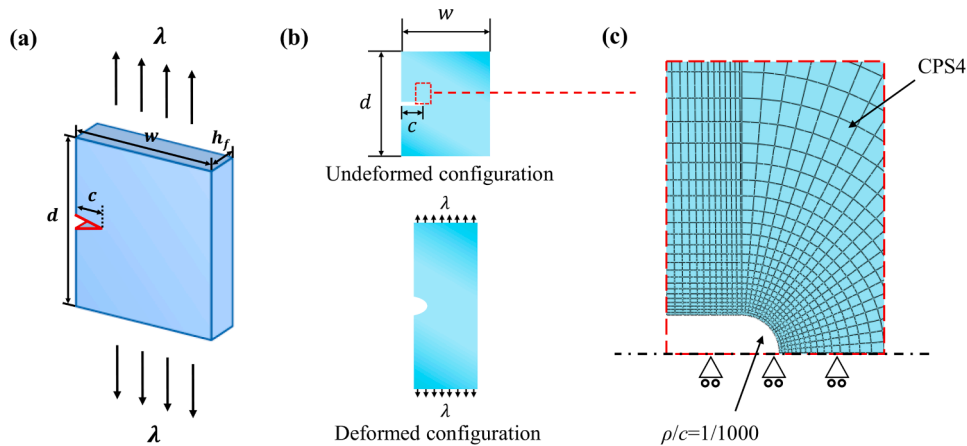 (a)
λ
w
h_f
c
d
λ
(b)
w
d
c
Undeformed configuration
λ
λ
Deformed configuration
(c)
CPS4
ρ/c=1/1000